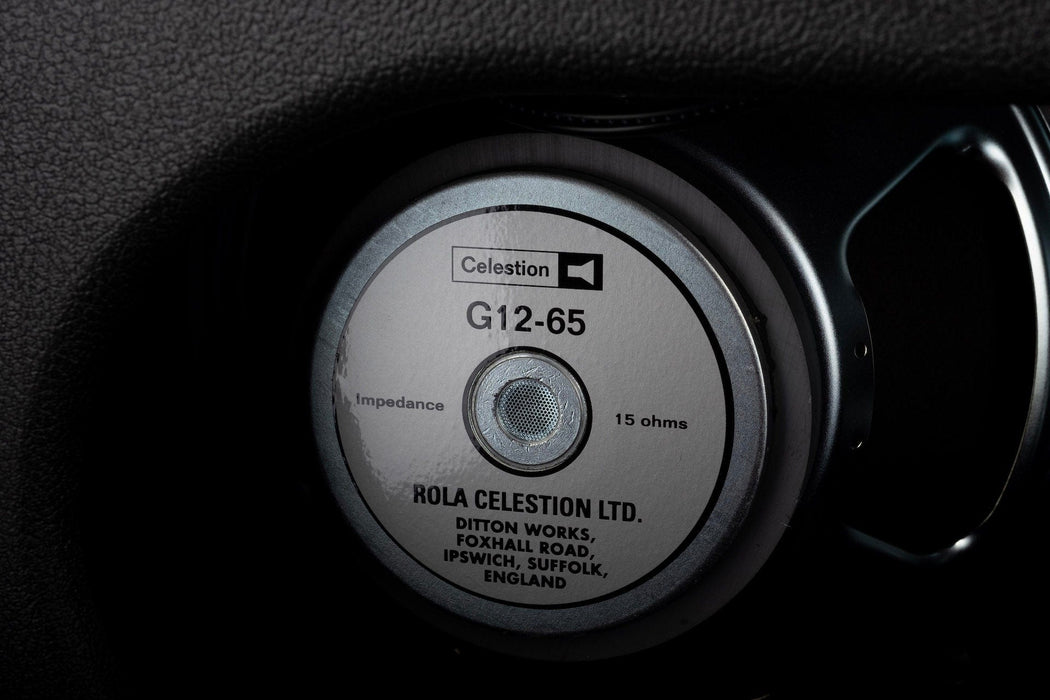 Celestion
G12-65
Impedance 15 ohms
ROLA CELESTION LTD.
DITTON WORKS,
FOXHALL ROAD,
IPSWICH, SUFFOLK,
ENGLAND